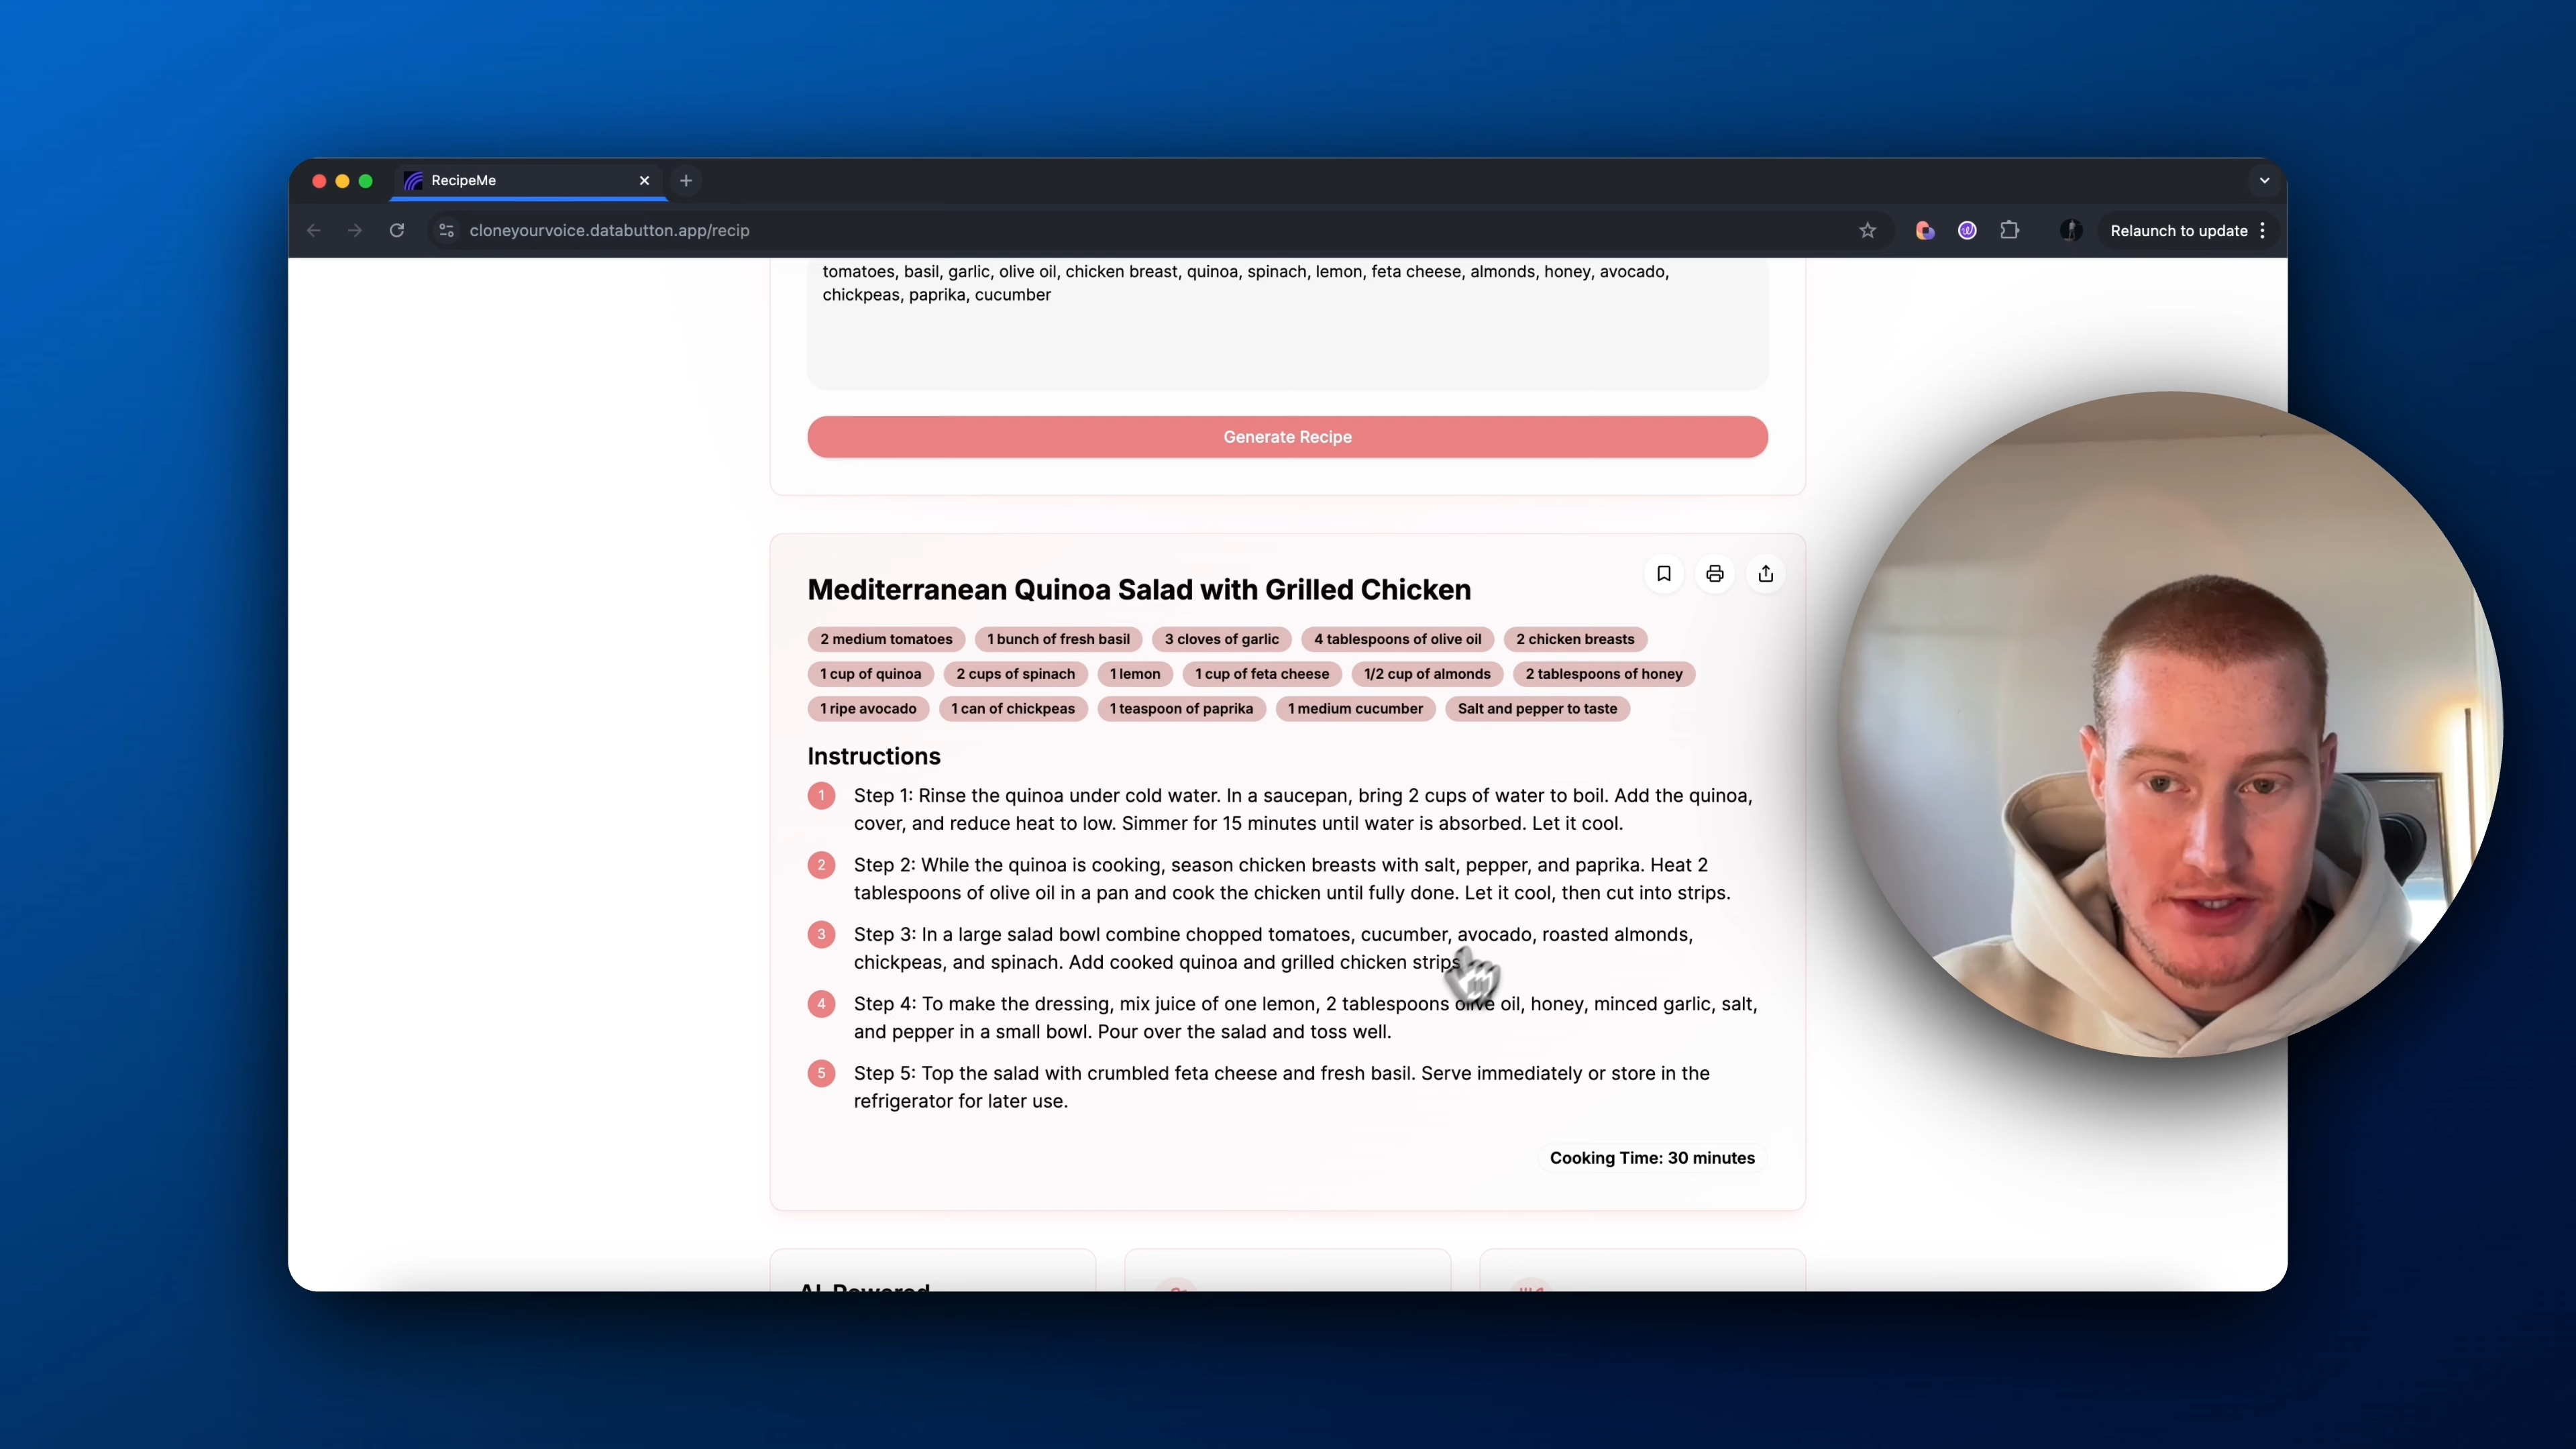 RecipeMe
cloneyourvoice.databutton.app/recip
Relaunch to update
tomatoes, basil, garlic, olive oil, chicken breast, quinoa, spinach, lemon, feta cheese, almonds, honey, avocado,
chickpeas, paprika, cucumber
Generate Recipe
Mediterranean Quinoa Salad with Grilled Chicken
2 medium tomatoes 1 bunch of fresh basil 3 cloves of garlic 4 tablespoons of olive oil 2 chicken breasts
1 cup of quinoa 2 cups of spinach 1 lemon 1 cup of feta cheese 1/2 cup of almonds 2 tablespoons of honey
1 ripe avocado 1 can of chickpeas 1 teaspoon of paprika 1 medium cucumber Salt and pepper to taste
Instructions
1 Step 1: Rinse the quinoa under cold water. In a saucepan, bring 2 cups of water to boil. Add the quinoa,
cover, and reduce heat to low. Simmer for 15 minutes until water is absorbed. Let it cool.
2 Step 2: While the quinoa is cooking, season chicken breasts with salt, pepper, and paprika. Heat 2
tablespoons of olive oil in a pan and cook the chicken until fully done. Let it cool, then cut into strips.
3 Step 3: In a large salad bowl combine chopped tomatoes, cucumber, avocado, roasted almonds,
chickpeas, and spinach. Add cooked quinoa and grilled chicken strips
4 Step 4: To make the dressing, mix juice of one lemon, 2 tablespoons olive oil, honey, minced garlic, salt,
and pepper in a small bowl. Pour over the salad and toss well.
5 Step 5: Top the salad with crumbled feta cheese and fresh basil. Serve immediately or store in the
refrigerator for later use.
Cooking Time: 30 minutes
AI-Powered